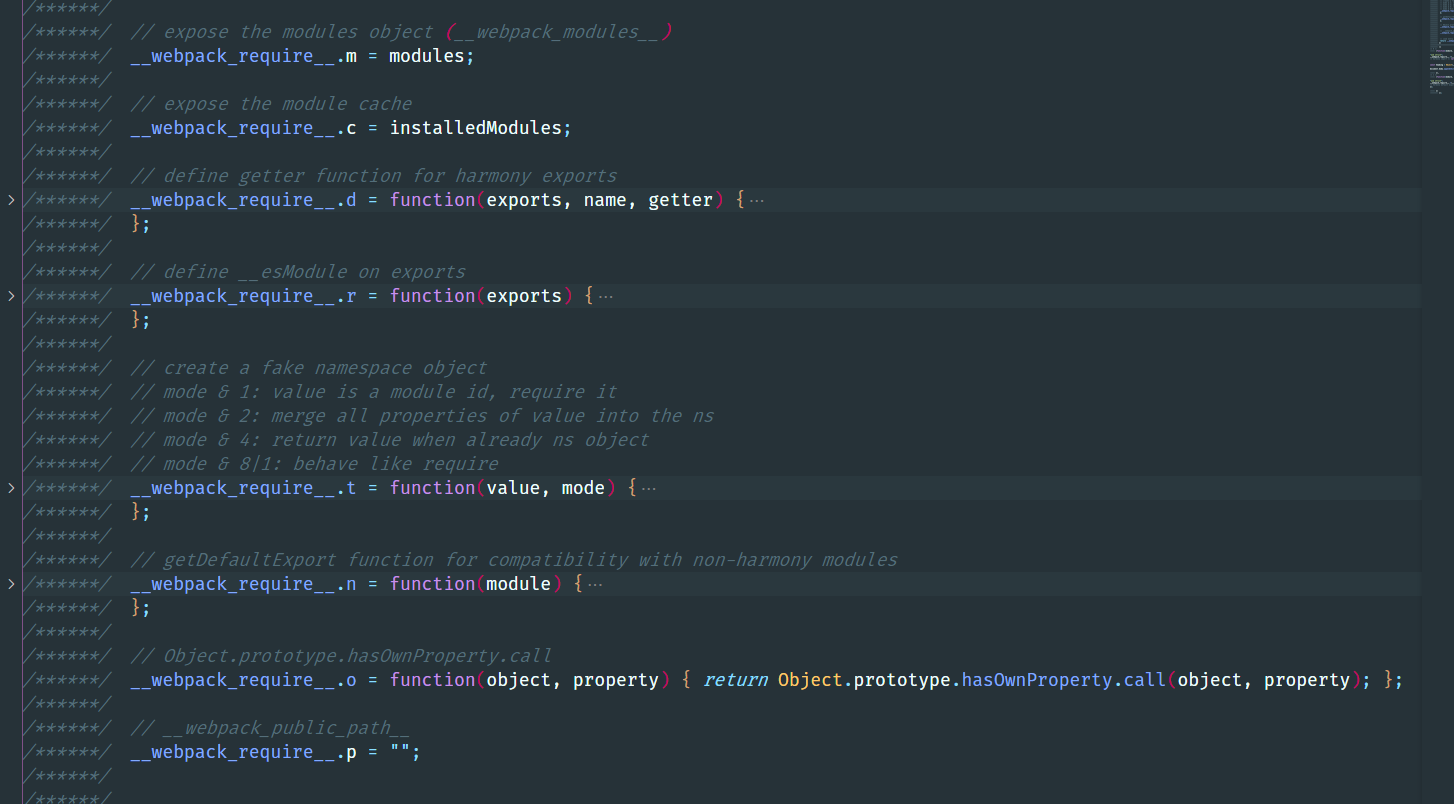 /******/
/******/ // expose the modules object (__webpack_modules__)
/******/ __webpack_require__.m = modules;
/******/
/******/ // expose the module cache
/******/ __webpack_require__.c = installedModules;
/******/
/******/ // define getter function for harmony exports
/******/ __webpack_require__.d = function(exports, name, getter) {···
/******/ };
/******/
/******/ // define __esModule on exports
/******/ __webpack_require__.r = function(exports) {···
/******/ };
/******/
/******/ // create a fake namespace object
/******/ // mode & 1: value is a module id, require it
/******/ // mode & 2: merge all properties of value into the ns
/******/ // mode & 4: return value when already ns object
/******/ // mode & 8|1: behave like require
/******/ __webpack_require__.t = function(value, mode) {···
/******/ };
/******/
/******/ // getDefaultExport function for compatibility with non-harmony modules
/******/ __webpack_require__.n = function(module) {···
/******/ };
/******/
/******/ // Object.prototype.hasOwnProperty.call
/******/ __webpack_require__.o = function(object, property) { return Object.prototype.hasOwnProperty.call(object, property); };
/******/
/******/ // __webpack_public_path__
/******/ __webpack_require__.p = "";
/******/
/******/